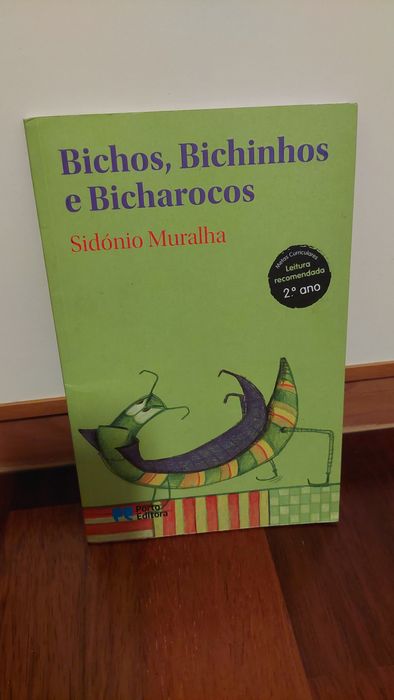 Bichos, Bichinhos
e Bicharocos
Sidónio Muralha
Metas Curriculares
Leitura
recomendada
2.º ano
Porto
Editora